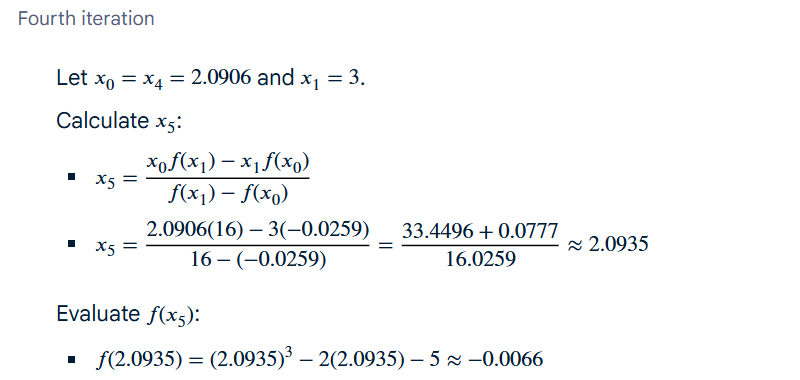 Fourth iteration
Let x₀ = x₄ = 2.0906 and x₁ = 3.
Calculate x₅:
▪ x₅ = (x₀f(x₁) − x₁f(x₀)) / (f(x₁) − f(x₀))
▪ x₅ = (2.0906(16) − 3(−0.0259)) / (16 − (−0.0259)) = (33.4496 + 0.0777) / 16.0259 ≈ 2.0935
Evaluate f(x₅):
▪ f(2.0935) = (2.0935)³ − 2(2.0935) − 5 ≈ −0.0066